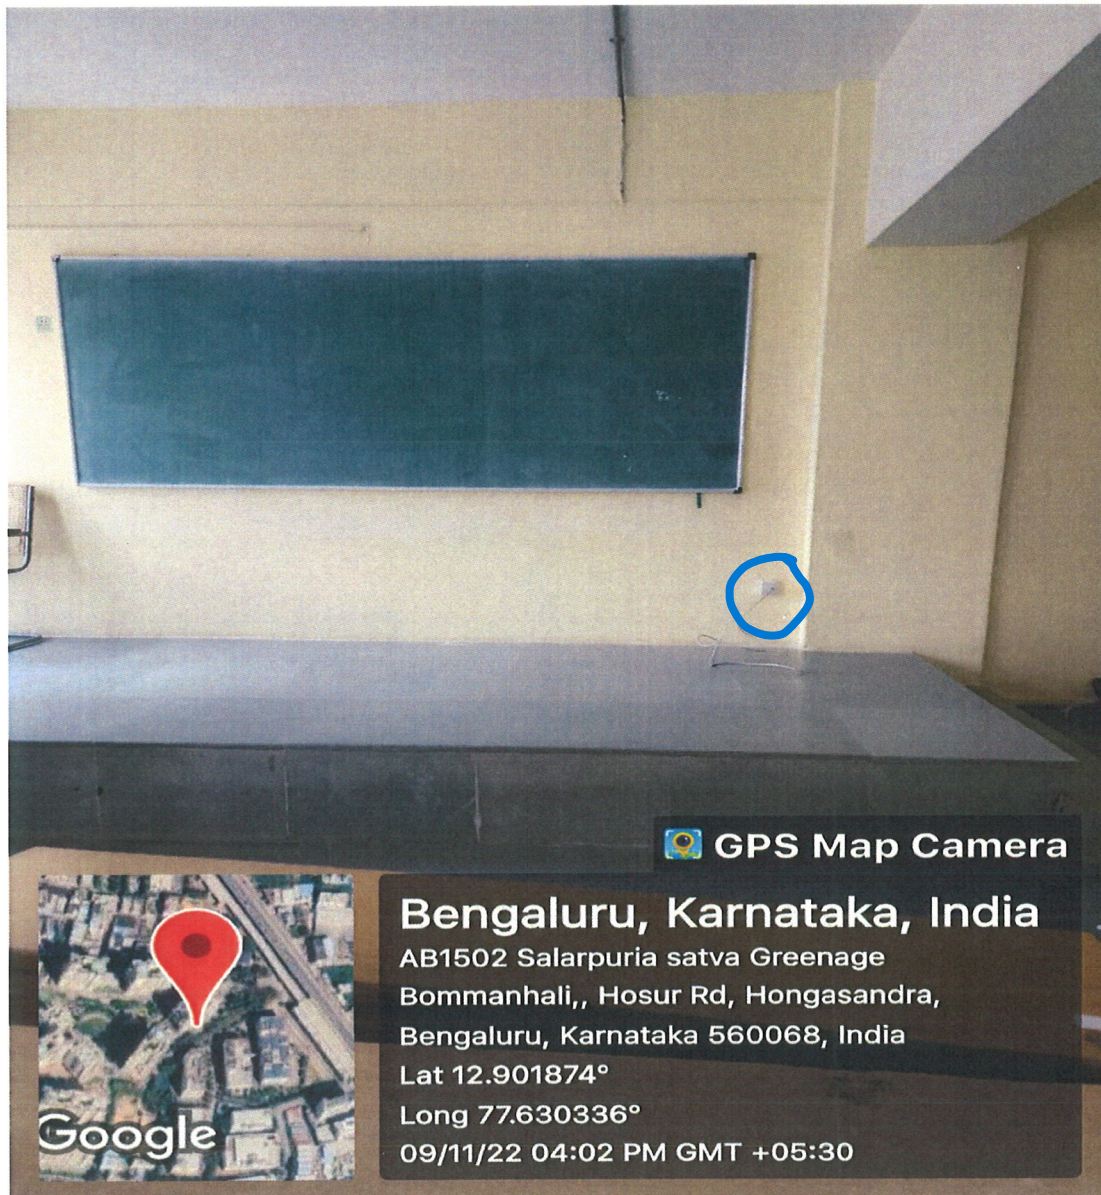 GPS Map Camera
Bengaluru, Karnataka, India
AB1502 Salarpuria satva Greenage
Bommanhali,, Hosur Rd, Hongasandra,
Bengaluru, Karnataka 560068, India
Lat 12.901874°
Long 77.630336°
09/11/22 04:02 PM GMT +05:30
Google